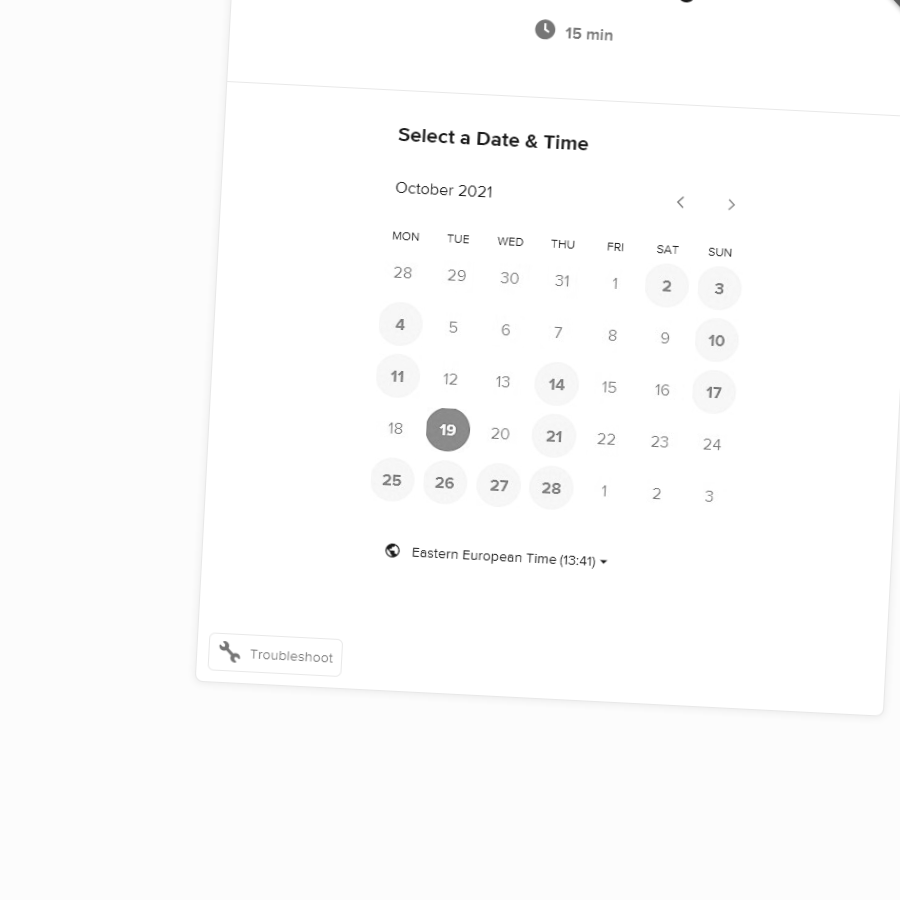 15 min
Select a Date & Time
October 2021
MON TUE WED THU FRI SAT SUN
28 29 30 31 1 2 3
4 5 6 7 8 9 10
11 12 13 14 15 16 17
18 19 20 21 22 23 24
25 26 27 28 1 2 3
Eastern European Time (13:41)
Troubleshoot